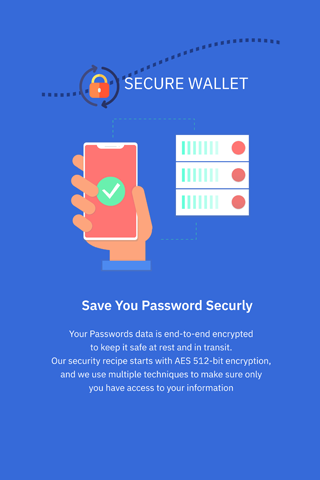 SECURE WALLET
Save You Password Securly
Your Passwords data is end-to-end encrypted
to keep it safe at rest and in transit.
Our security recipe starts with AES 512-bit encryption,
and we use multiple techniques to make sure only
you have access to your information